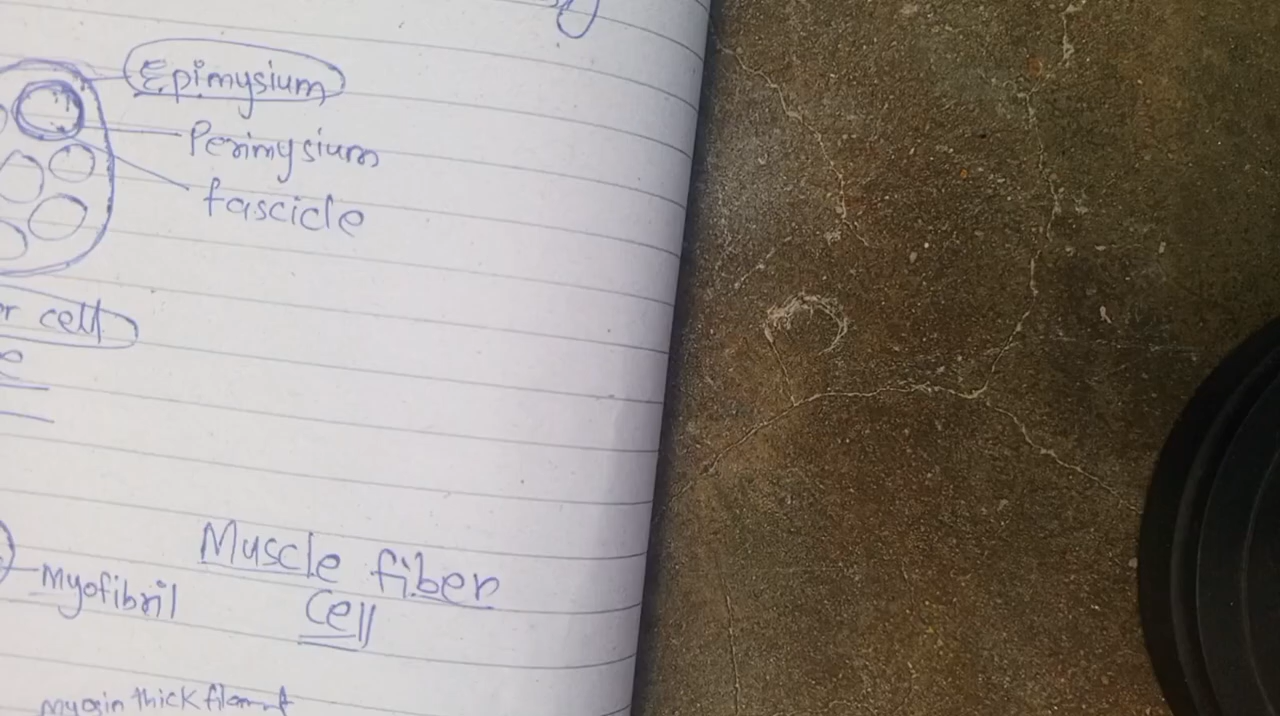 Epimysium
Perimysium
fascicle
cell
Muscle fiber
cell
Myofibril
myosin thick filament